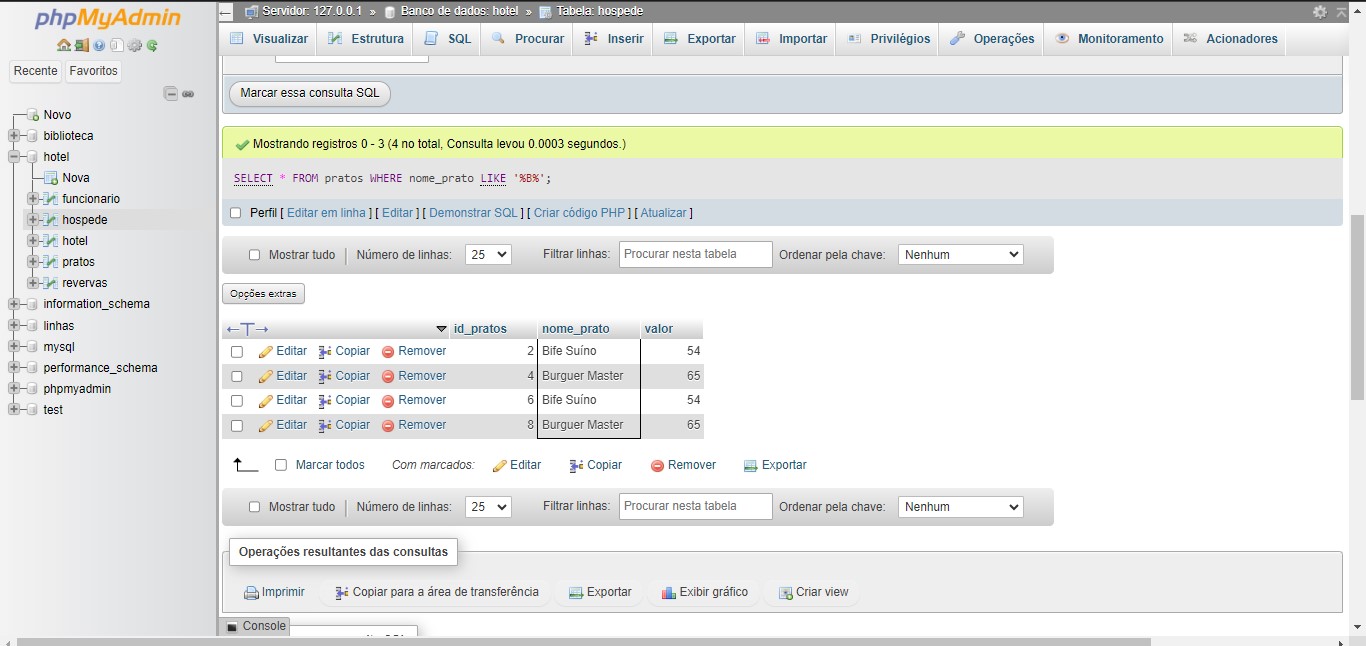 phpMyAdmin
Recente Favoritos
Novo
biblioteca
hotel
Nova
funcionario
hospede
hotel
pratos
revervas
information_schema
linhas
mysql
performance_schema
phpmyadmin
test
Servidor: 127.0.0.1 » Banco de dados: hotel » Tabela: hospede
Visualizar Estrutura SQL Procurar Inserir Exportar Importar Privilégios Operações Monitoramento Acionadores
Marcar essa consulta SQL
Mostrando registros 0 - 3 (4 no total, Consulta levou 0.0003 segundos.)
SELECT * FROM pratos WHERE nome_prato LIKE '%B%';
Perfil [ Editar em linha ] [ Editar ] [ Demonstrar SQL ] [ Criar código PHP ] [ Atualizar ]
Mostrar tudo Número de linhas: 25 Filtrar linhas: Procurar nesta tabela Ordenar pela chave: Nenhum
Opções extras
←T→ id_pratos nome_prato valor
Editar Copiar Remover 2 Bife Suíno 54
Editar Copiar Remover 4 Burguer Master 65
Editar Copiar Remover 6 Bife Suíno 54
Editar Copiar Remover 8 Burguer Master 65
Marcar todos Com marcados: Editar Copiar Remover Exportar
Mostrar tudo Número de linhas: 25 Filtrar linhas: Procurar nesta tabela Ordenar pela chave: Nenhum
Operações resultantes das consultas
Imprimir Copiar para a área de transferência Exportar Exibir gráfico Criar view
Console